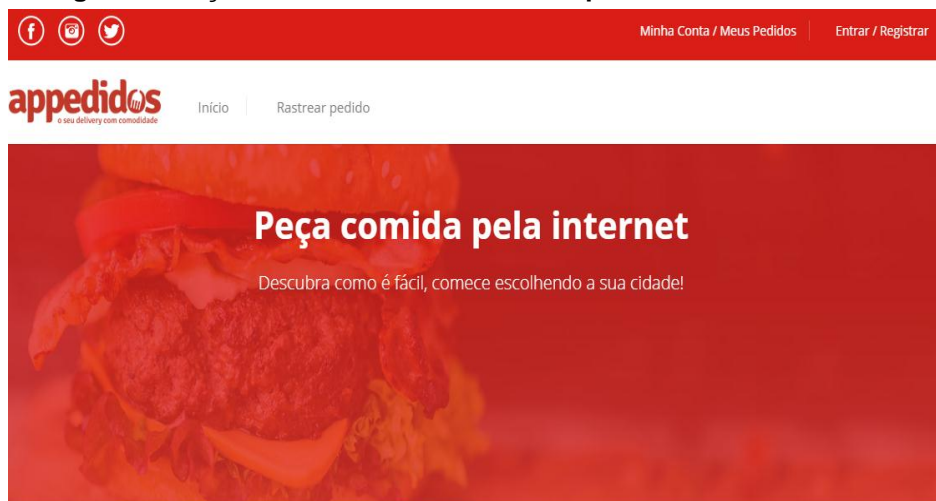 Minha Conta / Meus Pedidos
Entrar / Registrar
appedidos
o seu delivery com comodidade
Início
Rastrear pedido
Peça comida pela internet
Descubra como é fácil, comece escolhendo a sua cidade!